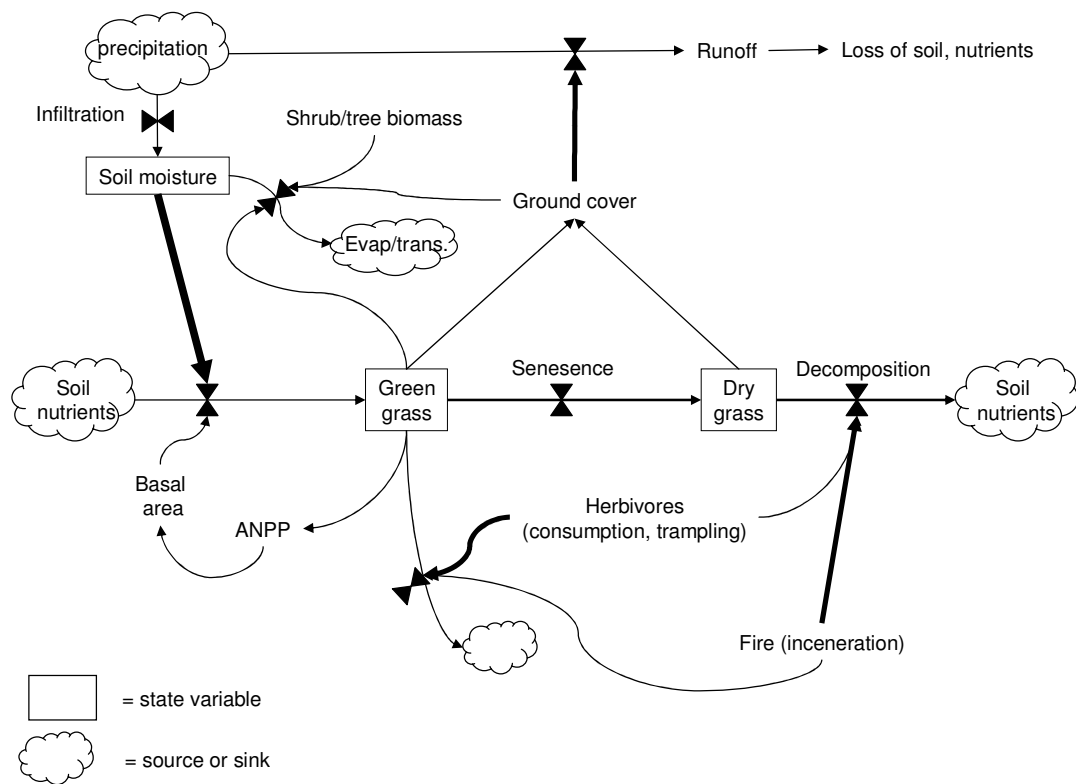 precipitation
Runoff
Loss of soil, nutrients
Infiltration
Shrub/tree biomass
Soil moisture
Ground cover
Evap/trans.
Senesence
Decomposition
Soil
nutrients
Green
grass
Dry
grass
Soil
nutrients
Basal
area
ANPP
Herbivores
(consumption, trampling)
Fire (inceneration)
= state variable
= source or sink